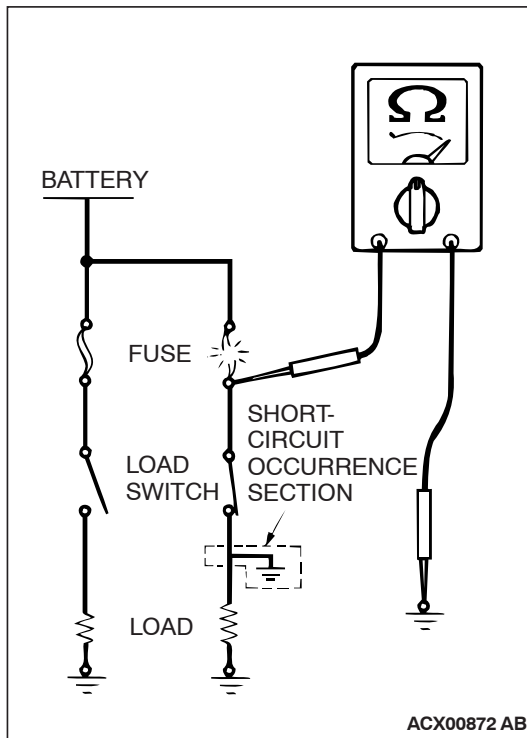 Ω
BATTERY
FUSE
SHORT-
CIRCUIT
OCCURRENCE
SECTION
LOAD
SWITCH
LOAD
ACX00872 AB